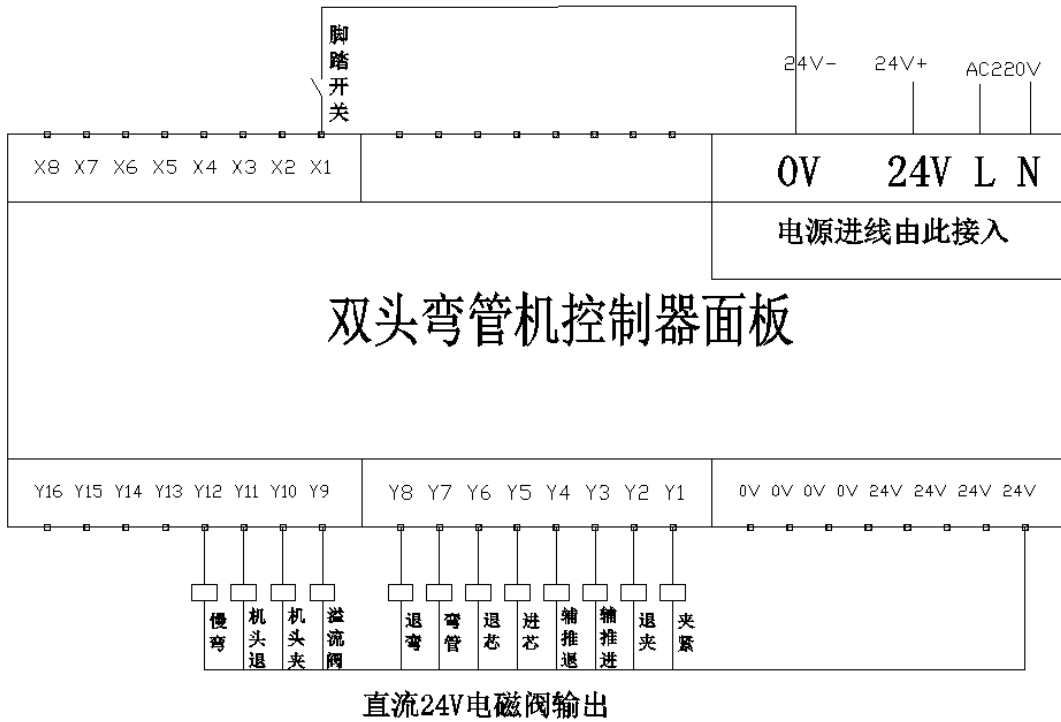 脚踏开关
24V- 24V+ AC220V
X8 X7 X6 X5 X4 X3 X2 X1
0V 24V L N
电源进线由此接入
双头弯管机控制器面板
Y16 Y15 Y14 Y13 Y12 Y11 Y10 Y9 Y8 Y7 Y6 Y5 Y4 Y3 Y2 Y1 0V 0V 0V 0V 24V 24V 24V 24V
慢弯
机头退
机头夹
溢流阀
退弯
弯管
退芯
进芯
辅推退
辅推进
退夹
夹紧
直流24V电磁阀输出